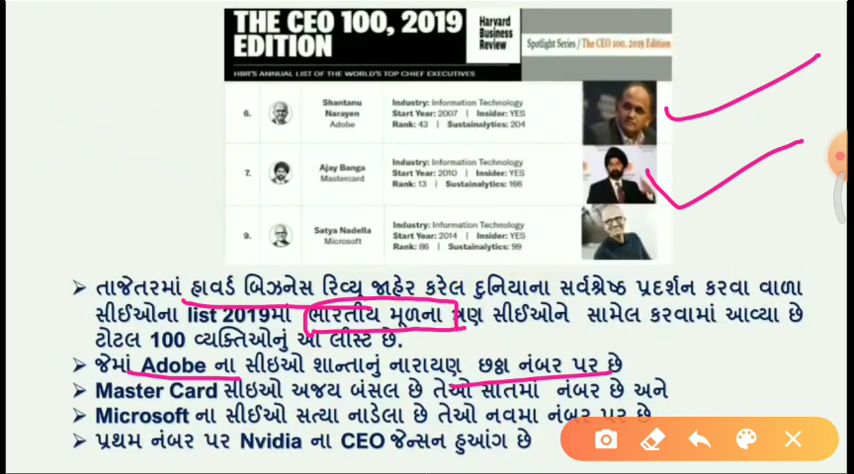 THE CEO 100, 2019
EDITION
Harvard
Business
Review
Spotlight Series / The CEO 100, 2019 Edition
HBR'S ANNUAL LIST OF THE WORLD'S TOP CHIEF EXECUTIVES
6. Shantanu Narayen Adobe Industry: Information Technology
Start Year: 2007 | Insider: YES
Rank: 43 | Sustainalytics: 204
7. Ajay Banga Mastercard Industry: Information Technology
Start Year: 2010 | Insider: YES
Rank: 13 | Sustainalytics: 166
9. Satya Nadella Microsoft Industry: Information Technology
Start Year: 2014 | Insider: YES
Rank: 86 | Sustainalytics: 99
➤ તાજેતરમાં હાવર્ડ બિઝનેસ રિવ્યૂ જાહેર કરેલ દુનિયાના સર્વશ્રેષ્ઠ પ્રદર્શન કરવા વાળા
સીઈઓના list 2019માં ભારતીય મૂળના ત્રણ સીઈઓને સામેલ કરવામાં આવ્યા છે
ટોટલ 100 વ્યક્તિઓનું આ લીસ્ટ છે.
➤ જેમાં Adobe ના સીઇઓ શાન્તાનું નારાયણ છઠ્ઠા નંબર પર છે
➤ Master Card સીઇઓ અજય બંસલ છે તેઓ સાતમાં નંબર છે અને
➤ Microsoft ના સીઈઓ સત્યા નાડેલા છે તેઓ નવમા નંબર પર છે
➤ પ્રથમ નંબર પર Nvidia ના CEO જેન્સન હુઆંગ છે